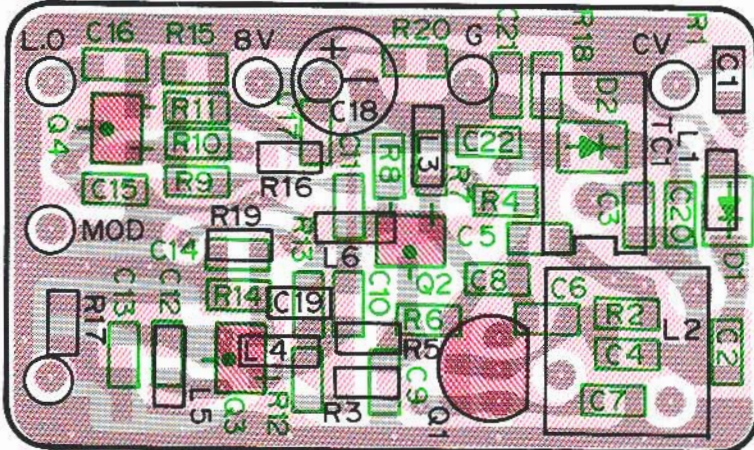 L.O C16 R15 8V + R20 G C21 R18 CV R1
C1
D2
Q4 R11 C17 C18 TC1 L1
R10 C11 R8 L3 C22
R16 R7
C15 R9 R4 C3 C20
MOD R19 R13 L6 C5 D1
C14
R17 C13 C12 R14 C19 C10 Q2 C8 C6
R6 R2 L2
L4 R5 C4 C2
L5 Q3 R12 R3 C9 Q1 C7